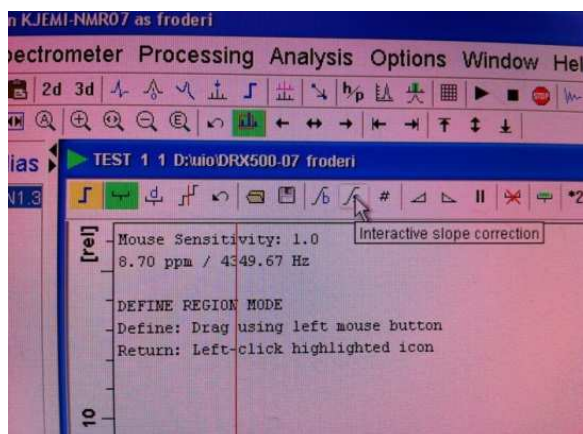 n KJEMI-NMR07 as froderi
pectrometer Processing Analysis Options Window Hel
2d 3d h/p STOP
TEST 1 1 D:\uio\DRX500-07 froderi
ias
N1.3
d # *2
Interactive slope correction
[rel]
Mouse Sensitivity: 1.0
8.70 ppm / 4349.67 Hz
DEFINE REGION MODE
Define: Drag using left mouse button
Return: Left-click highlighted icon
10